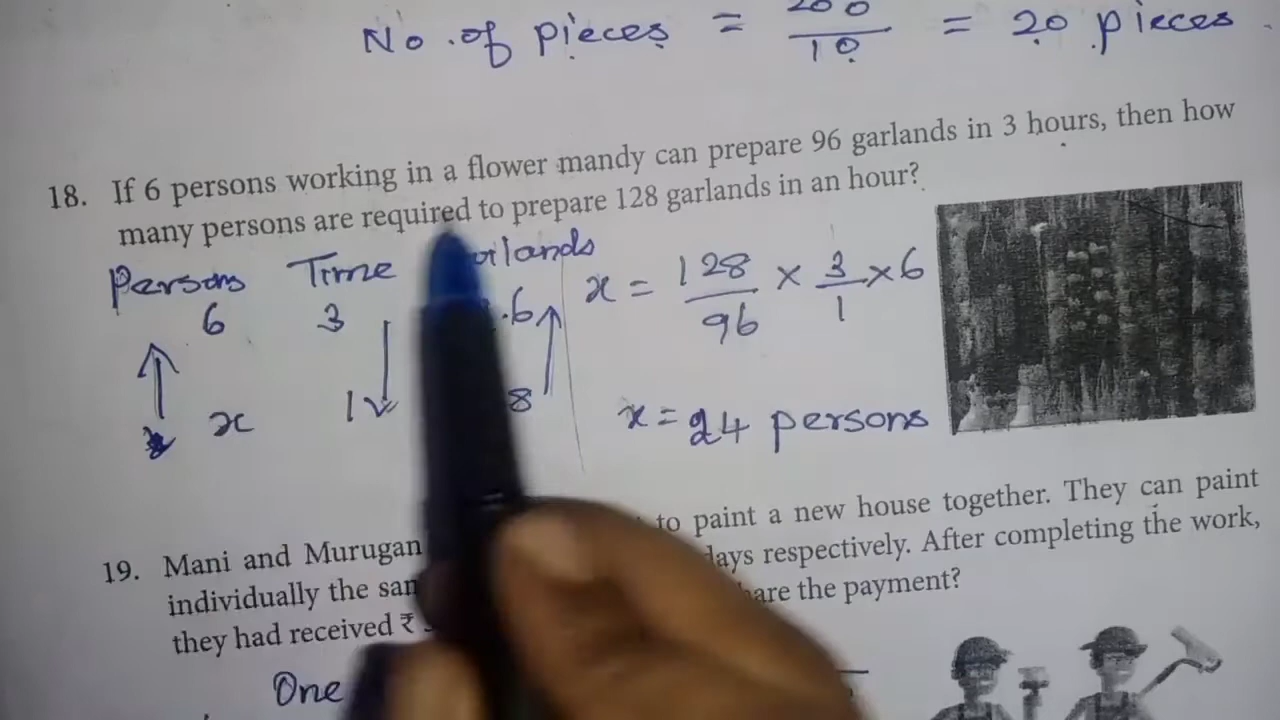 No. of pieces = 200/10 = 20 pieces
18. If 6 persons working in a flower mandy can prepare 96 garlands in 3 hours, then how
many persons are required to prepare 128 garlands in an hour?
Persons Time
6 3 6
x 1 8
x = 128/96 × 3/1 × 6
x = 24 persons
19. Mani and Murugan to paint a new house together. They can paint
individually the days respectively. After completing the work,
they had received ₹ the payment?
One